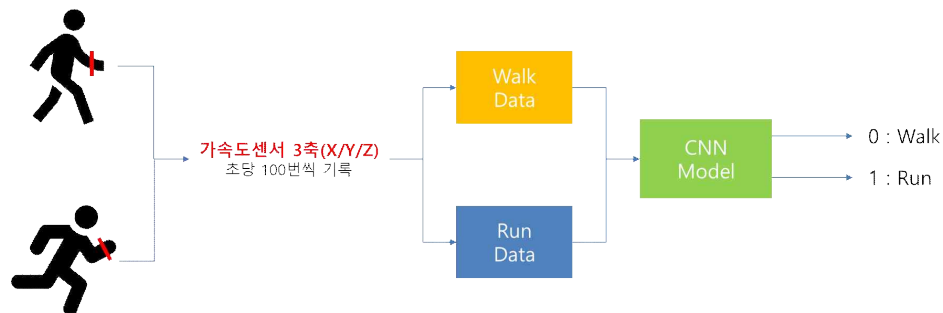 가속도센서 3축(X/Y/Z)
초당 100번씩 기록
Walk
Data
Run
Data
CNN
Model
0 : Walk
1 : Run